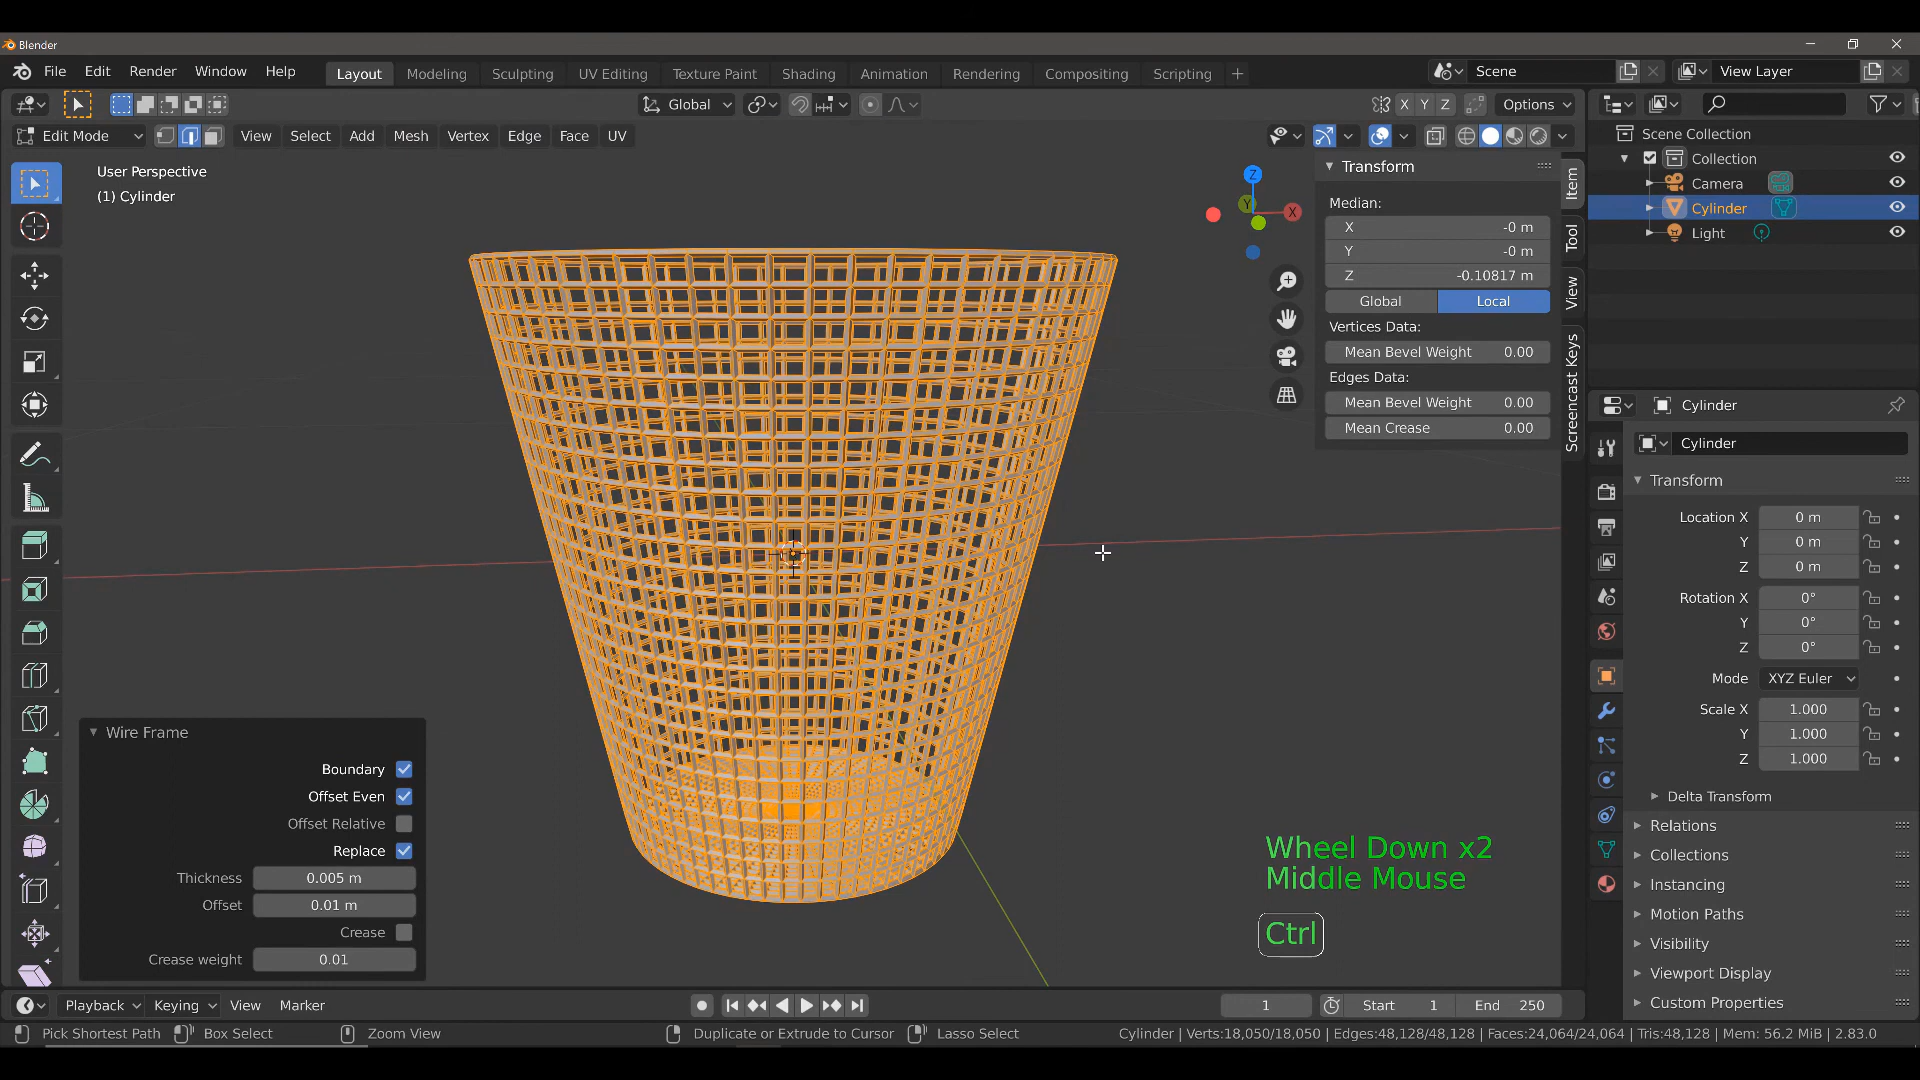 Blender
File Edit Render Window Help
Layout Modeling Sculpting UV Editing Texture Paint Shading Animation Rendering Compositing Scripting +
Scene View Layer
Global Options
X Y Z
Edit Mode View Select Add Mesh Vertex Edge Face UV
User Perspective
(1) Cylinder
Z
Y
X
Transform
Median:
X -0 m
Y -0 m
Z -0.10817 m
Global Local
Vertices Data:
Mean Bevel Weight 0.00
Edges Data:
Mean Bevel Weight 0.00
Mean Crease 0.00
Item
Tool
View
Screencast Keys
Scene Collection
Collection
Camera
Cylinder
Light
Cylinder
Cylinder
Transform
Location X 0 m
Y 0 m
Z 0 m
Rotation X 0°
Y 0°
Z 0°
Mode XYZ Euler
Scale X 1.000
Y 1.000
Z 1.000
Delta Transform
Relations
Collections
Instancing
Motion Paths
Visibility
Viewport Display
Custom Properties
Wire Frame
Boundary
Offset Even
Offset Relative
Replace
Thickness 0.005 m
Offset 0.01 m
Crease
Crease weight 0.01
Wheel Down x2
Middle Mouse
Ctrl
Playback Keying View Marker
1 Start 1 End 250
Pick Shortest Path Box Select Zoom View Duplicate or Extrude to Cursor Lasso Select
Cylinder | Verts:18,050/18,050 | Edges:48,128/48,128 | Faces:24,064/24,064 | Tris:48,128 | Mem: 56.2 MiB | 2.83.0